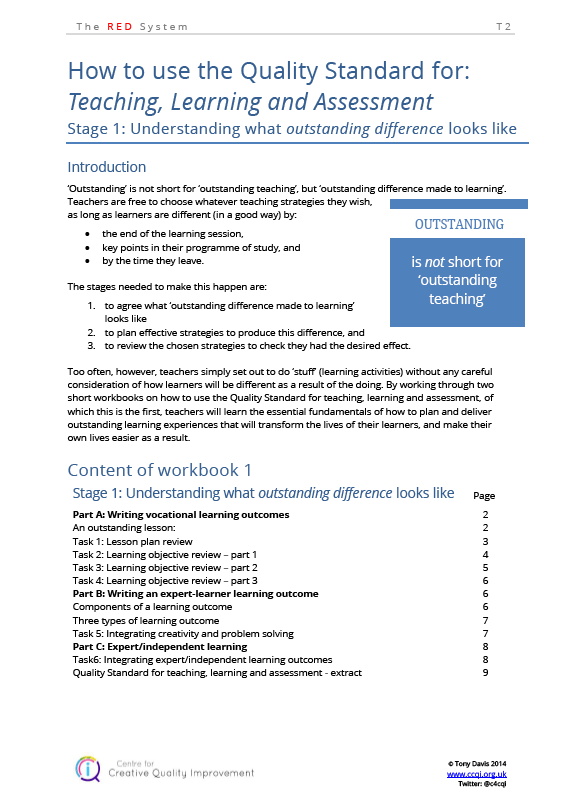 The RED System T2
How to use the Quality Standard for:
Teaching, Learning and Assessment
Stage 1: Understanding what outstanding difference looks like
Introduction
‘Outstanding’ is not short for ‘outstanding teaching’, but ‘outstanding difference made to learning’.
Teachers are free to choose whatever teaching strategies they wish,
as long as learners are different (in a good way) by:
• the end of the learning session,
• key points in their programme of study, and
• by the time they leave.
OUTSTANDING
is not short for
‘outstanding
teaching’
The stages needed to make this happen are:
1. to agree what ‘outstanding difference made to learning’
looks like
2. to plan effective strategies to produce this difference, and
3. to review the chosen strategies to check they had the desired effect.
Too often, however, teachers simply set out to do ‘stuff’ (learning activities) without any careful
consideration of how learners will be different as a result of the doing. By working through two
short workbooks on how to use the Quality Standard for teaching, learning and assessment, of
which this is the first, teachers will learn the essential fundamentals of how to plan and deliver
outstanding learning experiences that will transform the lives of their learners, and make their
own lives easier as a result.
Content of workbook 1
Stage 1: Understanding what outstanding difference looks like Page
Part A: Writing vocational learning outcomes 2
An outstanding lesson: 2
Task 1: Lesson plan review 3
Task 2: Learning objective review – part 1 4
Task 3: Learning objective review – part 2 5
Task 4: Learning objective review – part 3 6
Part B: Writing an expert-learner learning outcome 6
Components of a learning outcome 6
Three types of learning outcome 7
Task 5: Integrating creativity and problem solving 7
Part C: Expert/independent learning 8
Task6: Integrating expert/independent learning outcomes 8
Quality Standard for teaching, learning and assessment - extract 9
Centre for
Creative Quality Improvement
© Tony Davis 2014
www.ccqi.org.uk
Twitter: @c4cqi